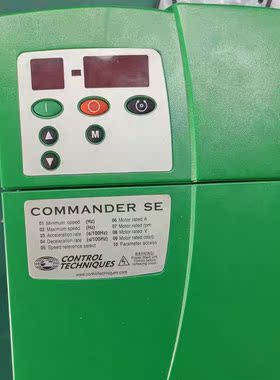 M
COMMANDER SE
01 Minimum speed (Hz) 06 Motor rated A
02 Maximum speed (Hz) 07 Motor rated rpm
03 Acceleration rate (s/100Hz) 08 Motor rated V
04 Deceleration rate (s/100Hz) 09 Motor rated cosφ
05 Speed reference select 10 Parameter access
CONTROL
TECHNIQUES
www.controltechniques.com